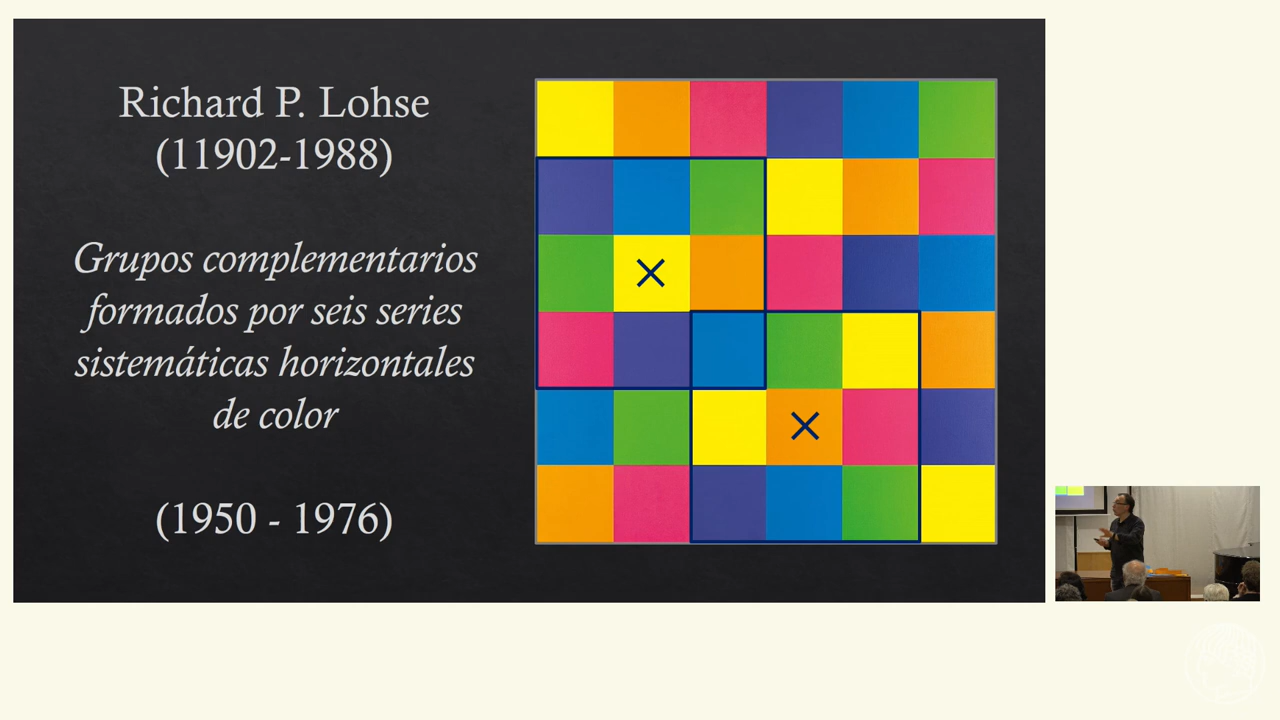 Richard P. Lohse
(11902-1988)
Grupos complementarios
formados por seis series
sistemáticas horizontales
de color
(1950 - 1976)